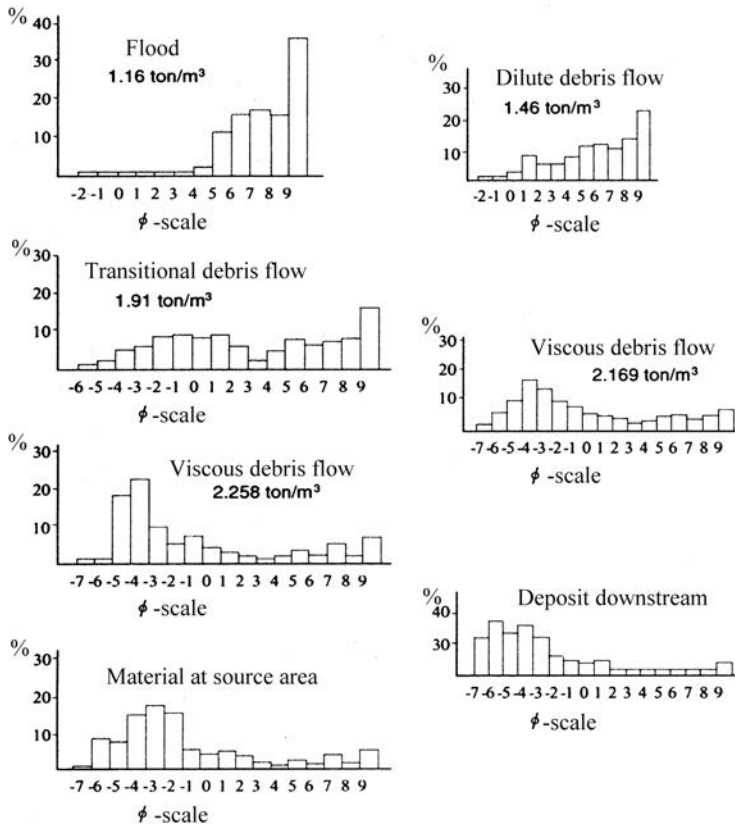 %
40
30
20
10
Flood
1.16 ton/m³
-2 -1 0 1 2 3 4 5 6 7 8 9
ϕ -scale
%
30
20
10
Dilute debris flow
1.46 ton/m³
-2 -1 0 1 2 3 4 5 6 7 8 9
ϕ -scale
%
30
20
10
Transitional debris flow
1.91 ton/m³
-6 -5 -4 -3 -2 -1 0 1 2 3 4 5 6 7 8 9
ϕ -scale
%
30
20
10
Viscous debris flow
2.169 ton/m³
-7 -6 -5 -4 -3 -2 -1 0 1 2 3 4 5 6 7 8 9
ϕ -scale
%
30
20
10
Viscous debris flow
2.258 ton/m³
-7 -6 -5 -4 -3 -2 -1 0 1 2 3 4 5 6 7 8 9
ϕ -scale
%
40
30
Deposit downstream
-7 -6 -5 -4 -3 -2 -1 0 1 2 3 4 5 6 7 8 9
ϕ -scale
%
30
20
10
Material at source area
-7 -6 -5 -4 -3 -2 -1 0 1 2 3 4 5 6 7 8 9
ϕ -scale